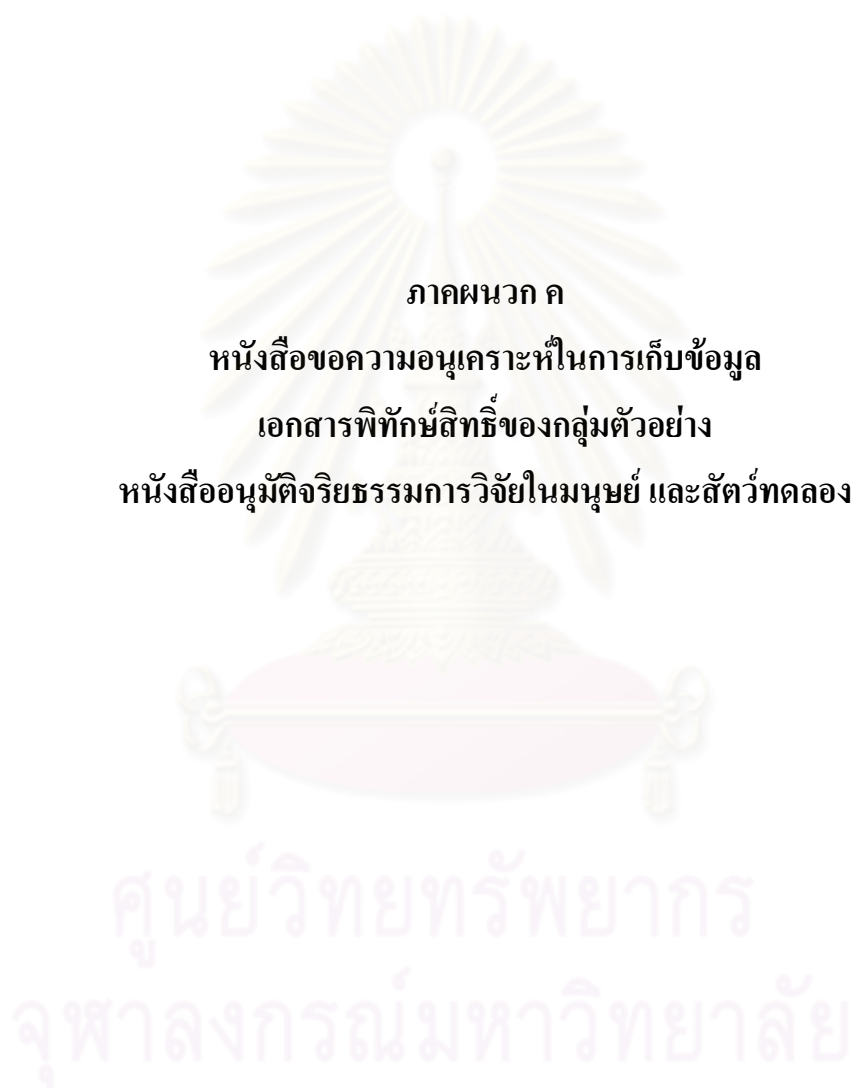 ภาคผนวก ค
หนังสือขอความอนุเคราะห์ในการเก็บข้อมูล
เอกสารพิทักษ์สิทธิ์ของกลุ่มตัวอย่าง
หนังสืออนุมัติจริยธรรมการวิจัยในมนุษย์ และสัตว์ทดลอง
ศูนย์วิทยทรัพยากร
จุฬาลงกรณ์มหาวิทยาลัย